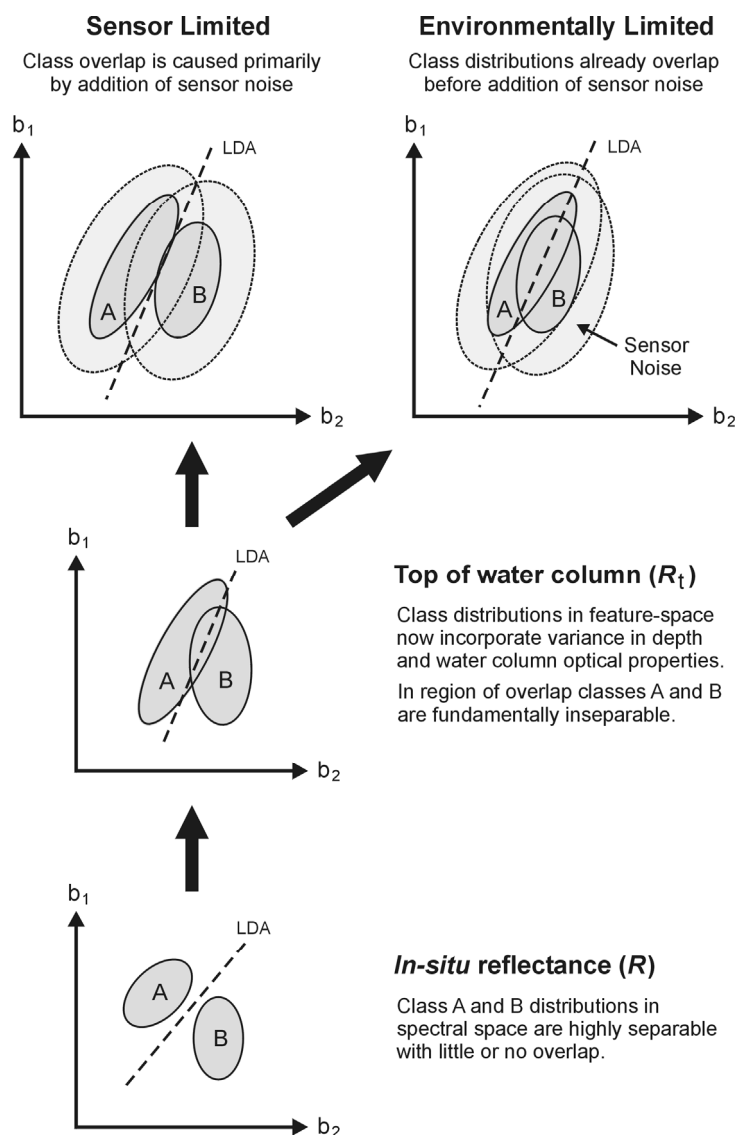 Sensor Limited
Class overlap is caused primarily
by addition of sensor noise
b1
LDA
A
B
b2
Environmentally Limited
Class distributions already overlap
before addition of sensor noise
b1
LDA
A
B
Sensor
Noise
b2
b1
LDA
A
B
b2
Top of water column (Rt)
Class distributions in feature-space
now incorporate variance in depth
and water column optical properties.
In region of overlap classes A and B
are fundamentally inseparable.
b1
LDA
A
B
b2
In-situ reflectance (R)
Class A and B distributions in
spectral space are highly separable
with little or no overlap.